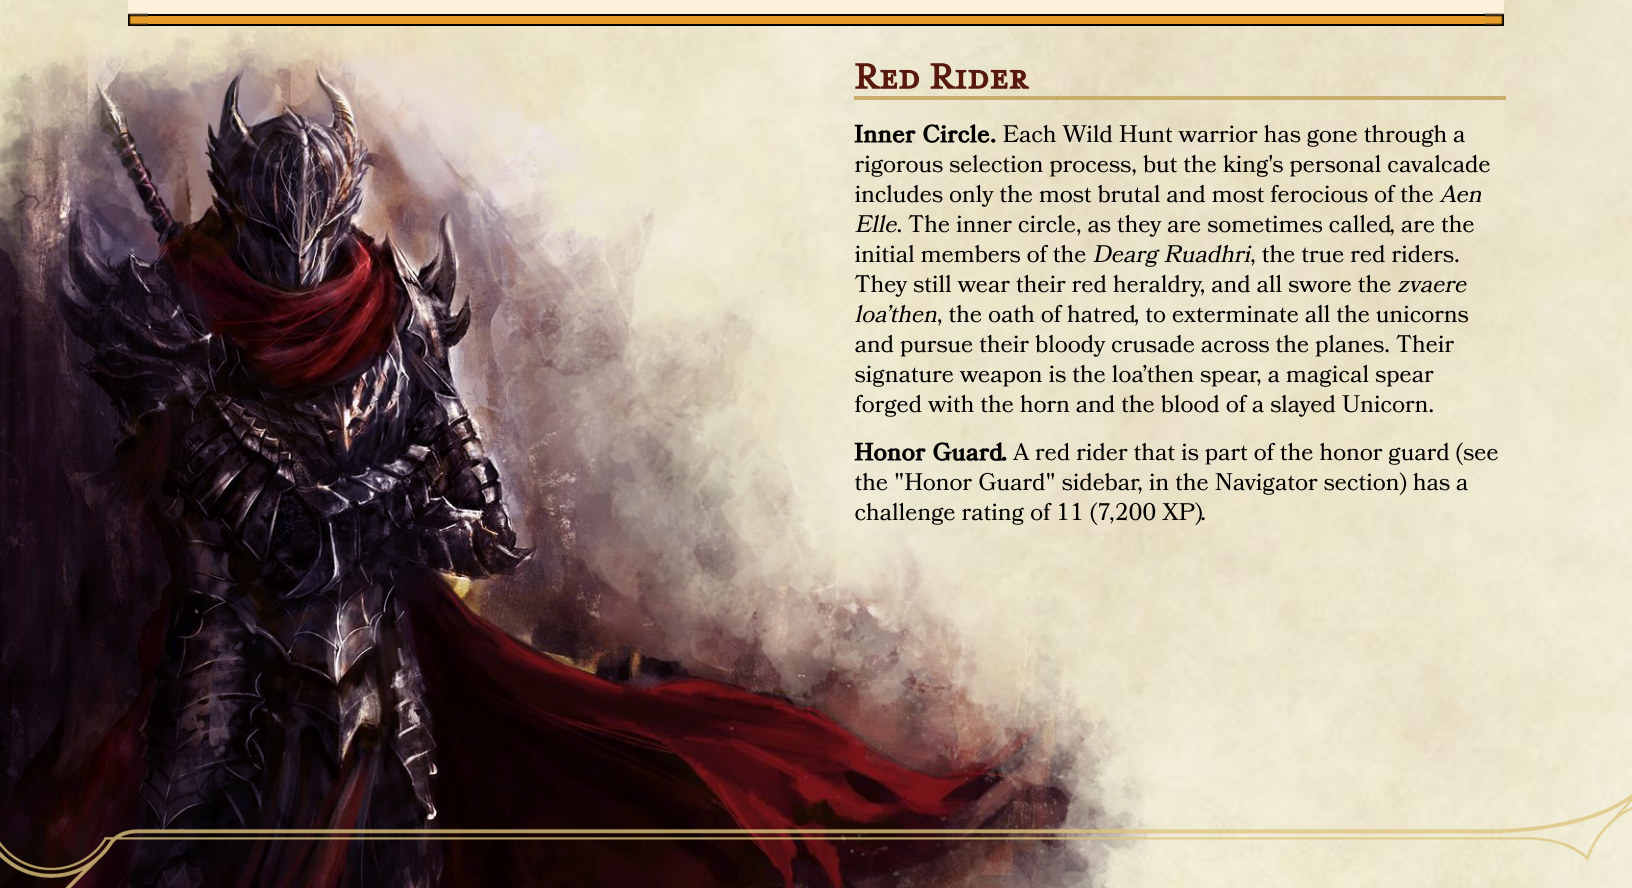 Red Rider
Inner Circle. Each Wild Hunt warrior has gone through a
rigorous selection process, but the king's personal cavalcade
includes only the most brutal and most ferocious of the Aen
Elle. The inner circle, as they are sometimes called, are the
initial members of the Dearg Ruadhri, the true red riders.
They still wear their red heraldry, and all swore the zvaere
loa'then, the oath of hatred, to exterminate all the unicorns
and pursue their bloody crusade across the planes. Their
signature weapon is the loa'then spear, a magical spear
forged with the horn and the blood of a slayed Unicorn.
Honor Guard. A red rider that is part of the honor guard (see
the "Honor Guard" sidebar, in the Navigator section) has a
challenge rating of 11 (7,200 XP).